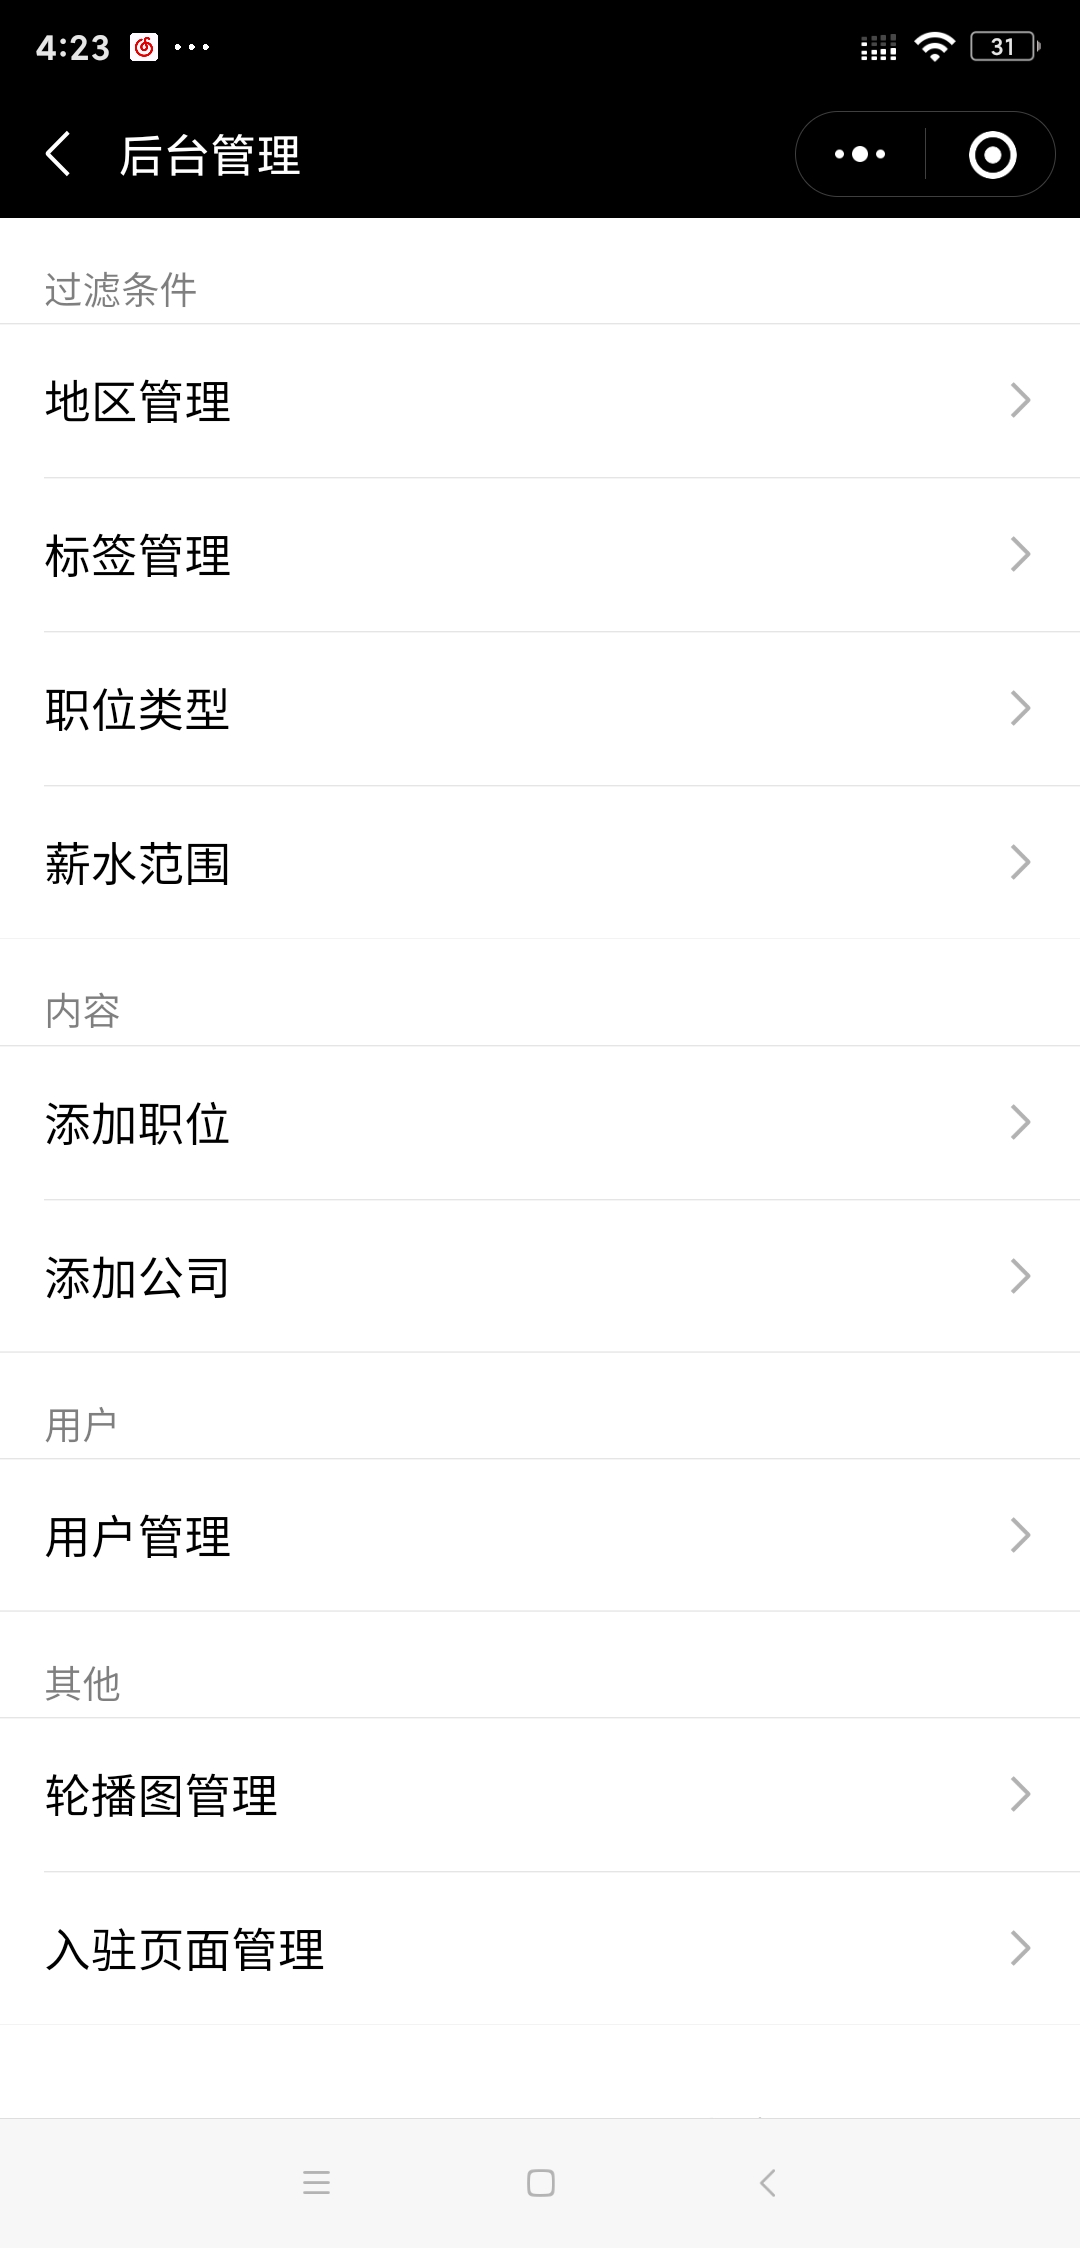 4:23
31
后台管理
过滤条件
地区管理
标签管理
职位类型
薪水范围
内容
添加职位
添加公司
用户
用户管理
其他
轮播图管理
入驻页面管理